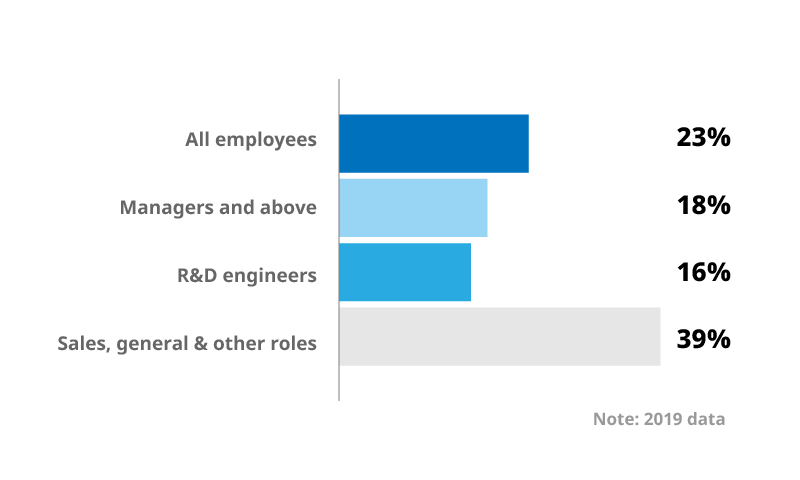 All employees 23%
Managers and above 18%
R&D engineers 16%
Sales, general & other roles 39%
Note: 2019 data